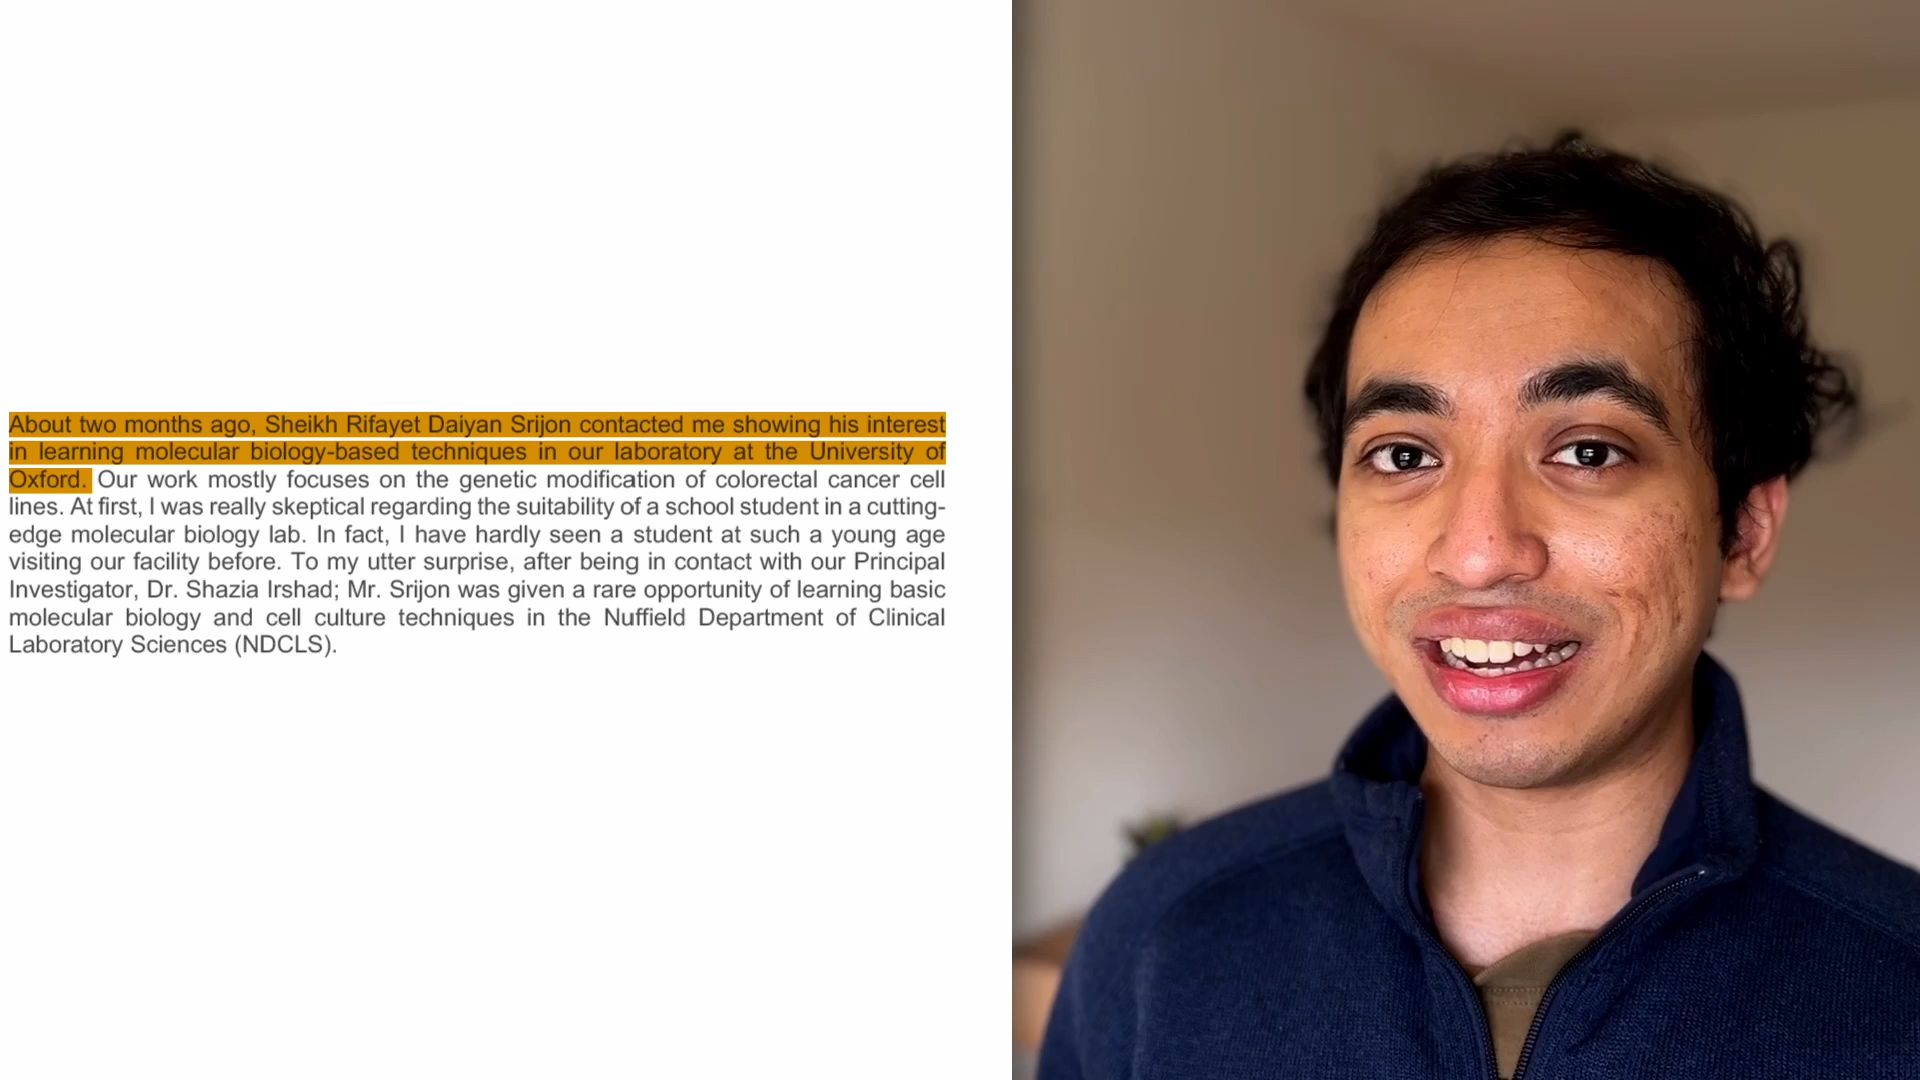 About two months ago, Sheikh Rifayet Daiyan Srijon contacted me showing his interest
in learning molecular biology-based techniques in our laboratory at the University of
Oxford. Our work mostly focuses on the genetic modification of colorectal cancer cell
lines. At first, I was really skeptical regarding the suitability of a school student in a cutting-
edge molecular biology lab. In fact, I have hardly seen a student at such a young age
visiting our facility before. To my utter surprise, after being in contact with our Principal
Investigator, Dr. Shazia Irshad; Mr. Srijon was given a rare opportunity of learning basic
molecular biology and cell culture techniques in the Nuffield Department of Clinical
Laboratory Sciences (NDCLS).